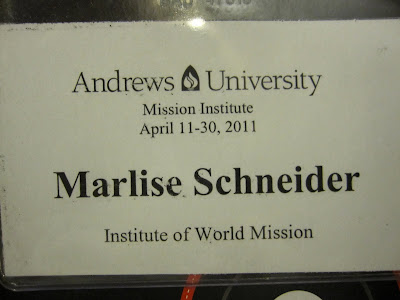 Andrews University
Mission Institute
April 11-30, 2011
Marlise Schneider
Institute of World Mission